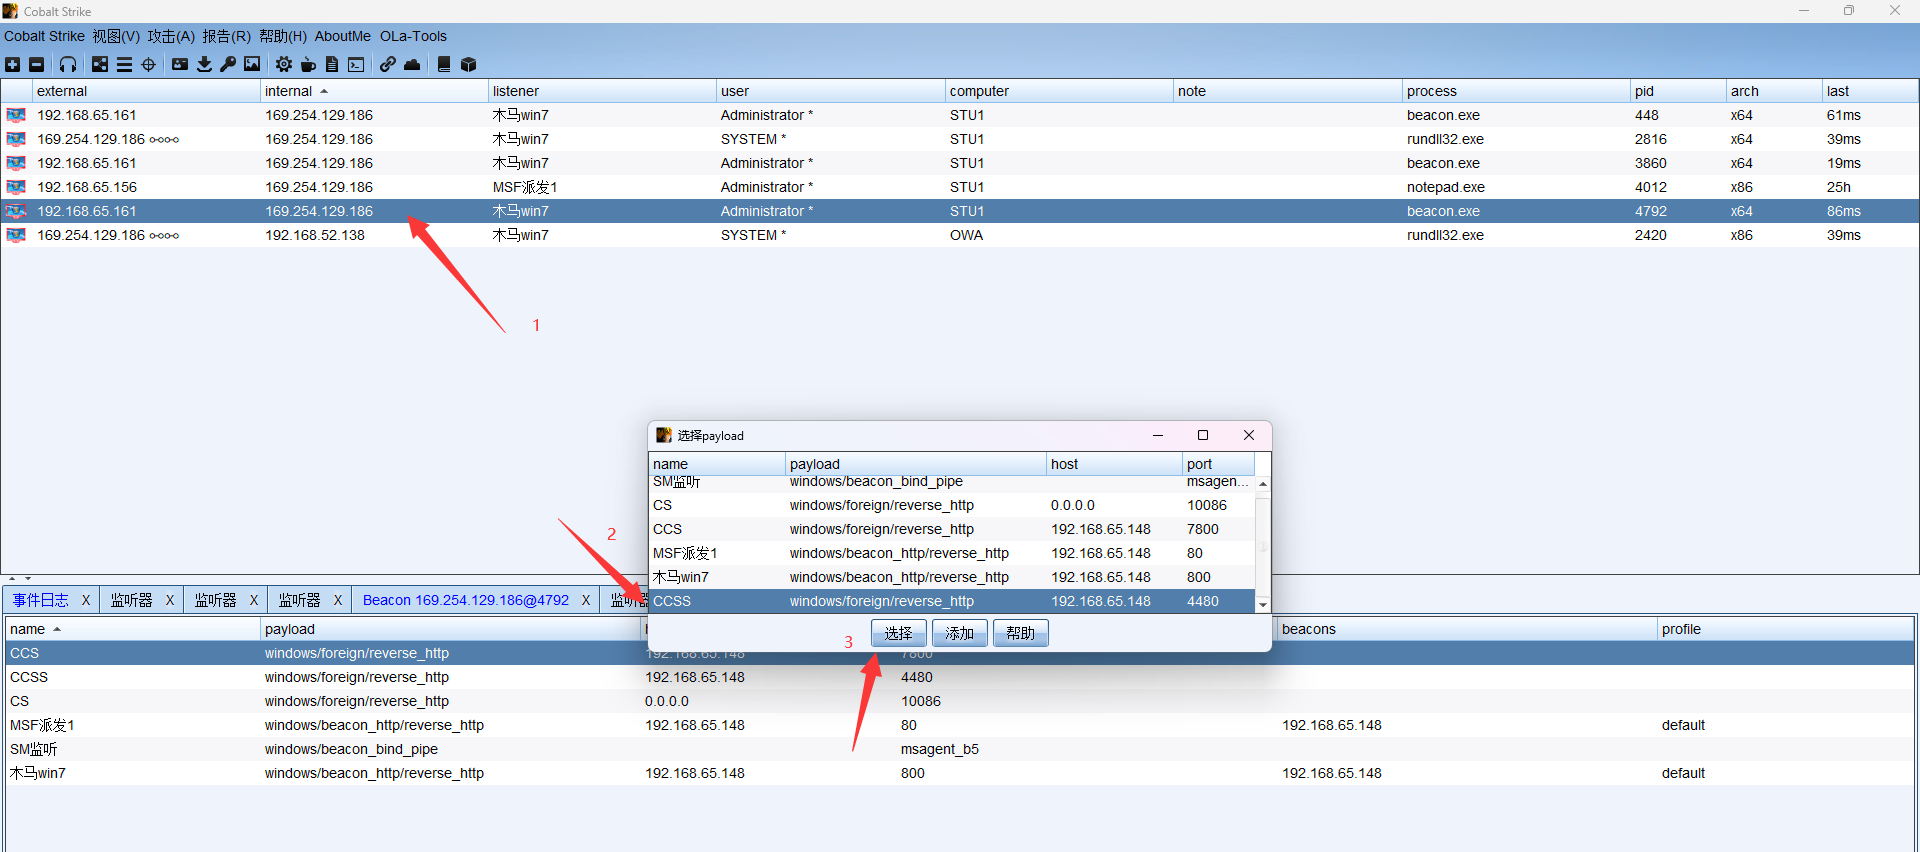 Cobalt Strike
Cobalt Strike 视图(V) 攻击(A) 报告(R) 帮助(H) AboutMe OLa-Tools
external internal listener user computer note process pid arch last
192.168.65.161 169.254.129.186 木马win7 Administrator * STU1 beacon.exe 448 x64 61ms
169.254.129.186 169.254.129.186 木马win7 SYSTEM * STU1 rundll32.exe 2816 x64 39ms
192.168.65.161 169.254.129.186 木马win7 Administrator * STU1 beacon.exe 3860 x64 19ms
192.168.65.156 169.254.129.186 MSF派发1 Administrator * STU1 notepad.exe 4012 x86 25h
192.168.65.161 169.254.129.186 木马win7 Administrator * STU1 beacon.exe 4792 x64 86ms
169.254.129.186 192.168.52.138 木马win7 SYSTEM * OWA rundll32.exe 2420 x86 39ms
1
选择payload
name payload host port
SM监听 windows/beacon_bind_pipe msagent...
CS windows/foreign/reverse_http 0.0.0.0 10086
CCS windows/foreign/reverse_http 192.168.65.148 7800
2
MSF派发1 windows/beacon_http/reverse_http 192.168.65.148 80
木马win7 windows/beacon_http/reverse_http 192.168.65.148 800
CCSS windows/foreign/reverse_http 192.168.65.148 4480
选择 添加 帮助
3
事件日志 X 监听器 X 监听器 X 监听器 X Beacon 169.254.129.186@4792 X 监听器
name payload beacons profile
CCS windows/foreign/reverse_http 192.168.65.148 7800
CCSS windows/foreign/reverse_http 192.168.65.148 4480
CS windows/foreign/reverse_http 0.0.0.0 10086
MSF派发1 windows/beacon_http/reverse_http 192.168.65.148 80 192.168.65.148 default
SM监听 windows/beacon_bind_pipe msagent_b5
木马win7 windows/beacon_http/reverse_http 192.168.65.148 800 192.168.65.148 default